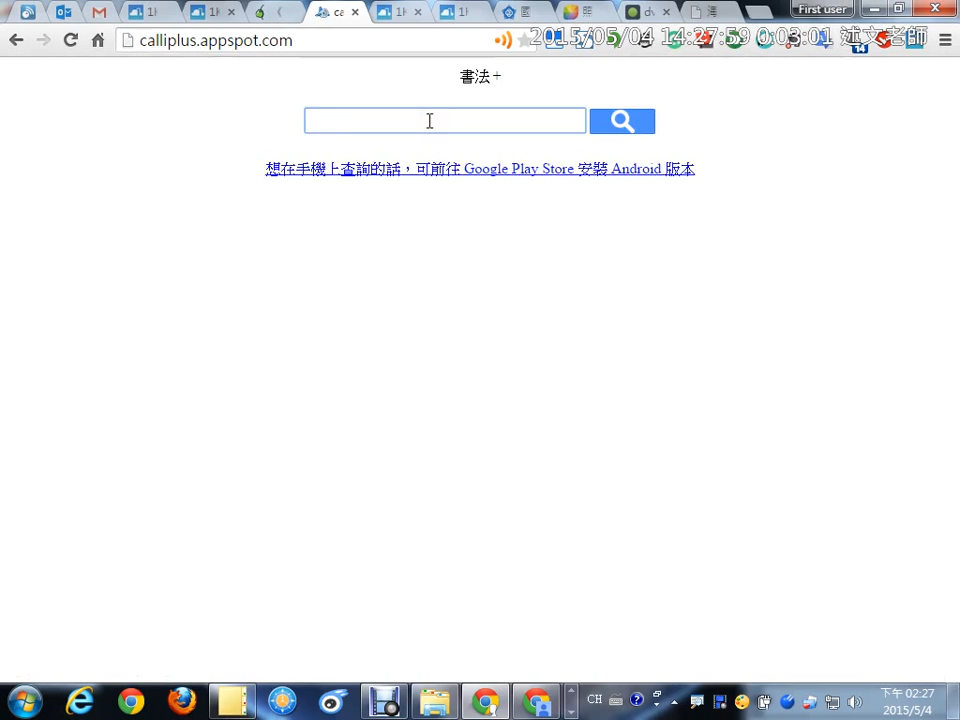 First user
calliplus.appspot.com
2015/05/04 14:27:59 0:03:01 述文老師
書法+
想在手機上查詢的話，可前往 Google Play Store 安裝 Android 版本
CH
下午 02:27
2015/5/4